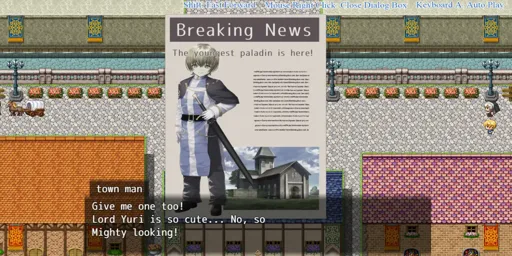 Shift: Fast Forward / Mouse Right Click: Close Dialog Box / Keyboard A: Auto Play
Breaking News
The youngest paladin is here!
town man
Give me one too!
Lord Yuri is so cute... No, so
Mighty looking!